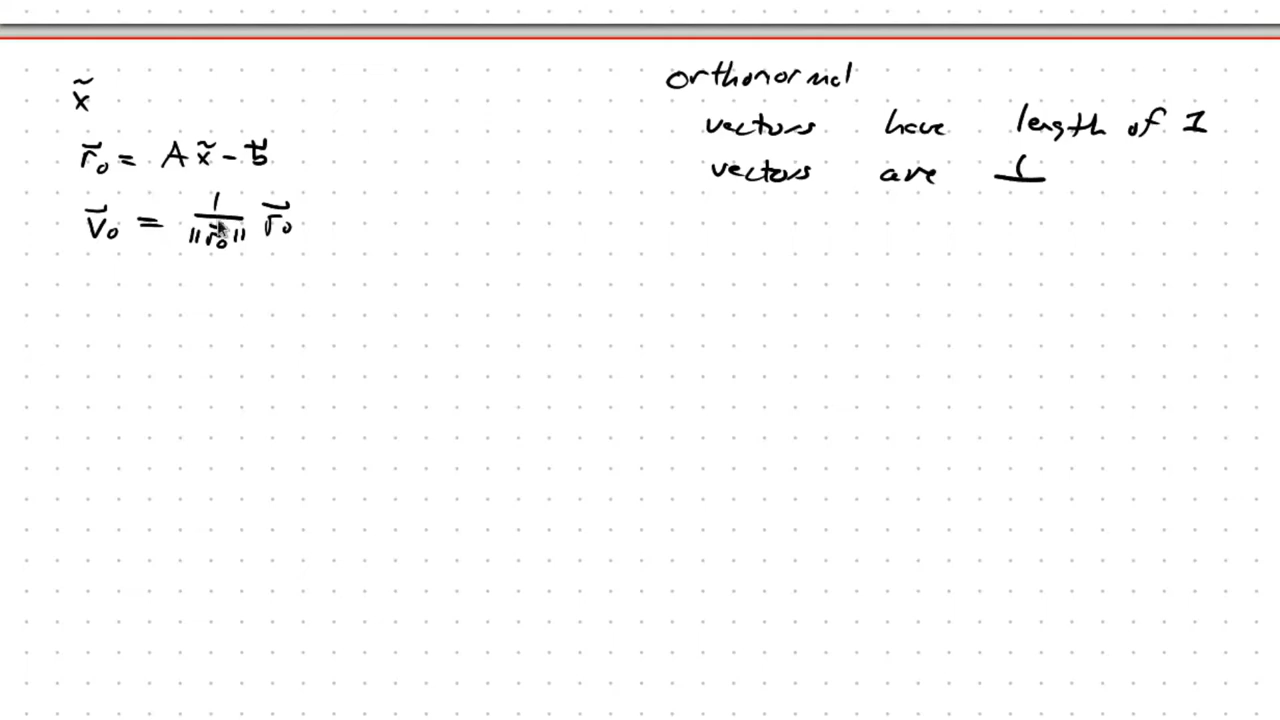 x̃
r⃗₀ = A x̃ − b⃗
v⃗₀ = 1/‖r⃗₀‖ r⃗₀
orthonormal
vectors have length of 1
vectors are ⊥